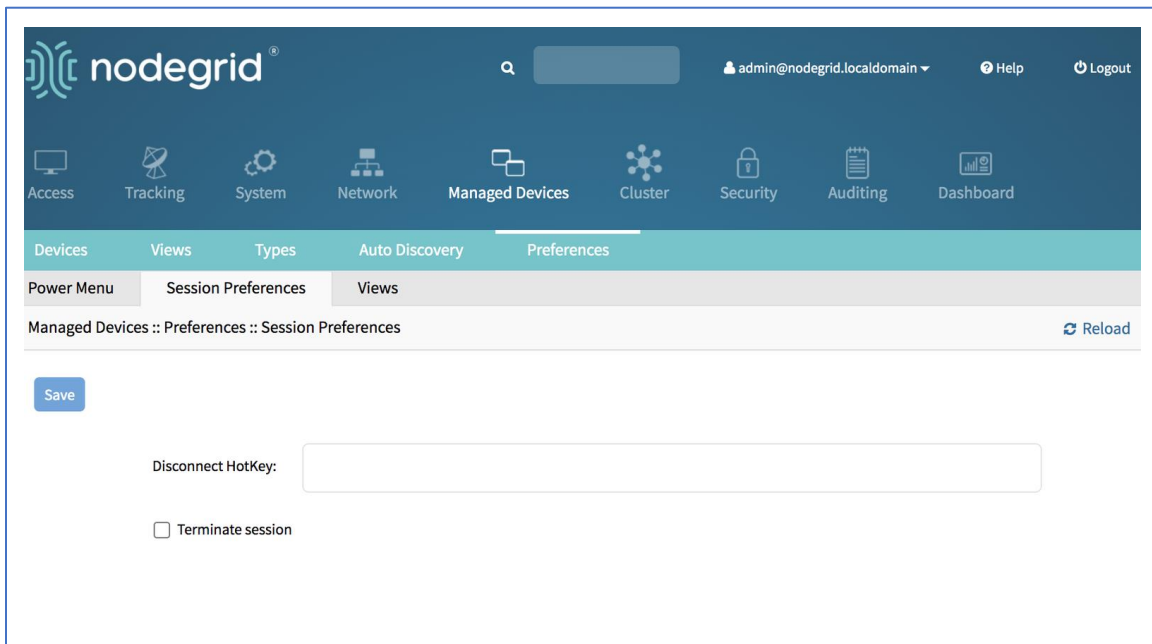 nodegrid®
admin@nodegrid.localdomain Help Logout
Access Tracking System Network Managed Devices Cluster Security Auditing Dashboard
Devices Views Types Auto Discovery Preferences
Power Menu Session Preferences Views
Managed Devices :: Preferences :: Session Preferences Reload
Save
Disconnect HotKey:
Terminate session